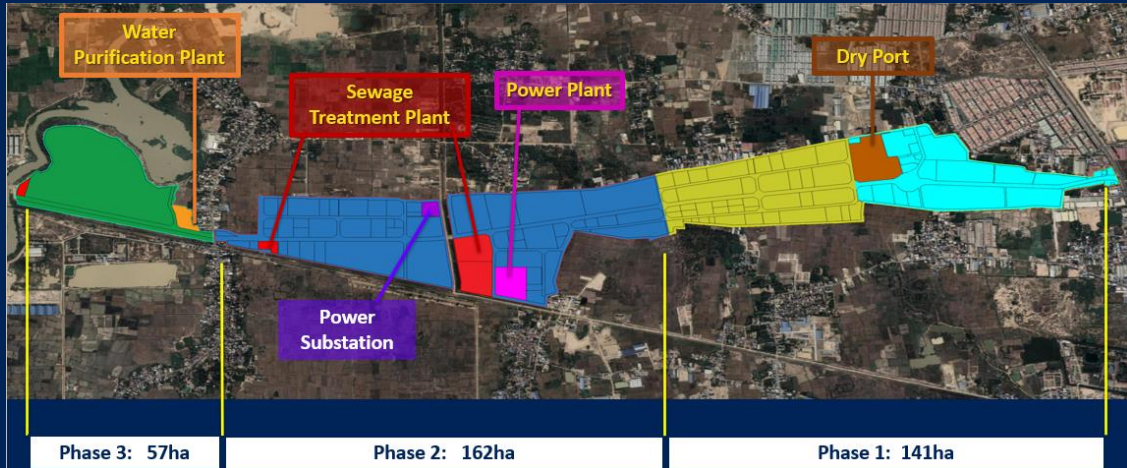 Water
Purification Plant
Sewage
Treatment Plant
Power Plant
Dry Port
Power
Substation
Phase 3: 57ha
Phase 2: 162ha
Phase 1: 141ha